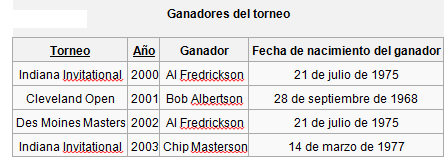 Ganadores del torneo
Torneo Año Ganador Fecha de nacimiento del ganador
Indiana Invitational 2000 Al Fredrickson 21 de julio de 1975
Cleveland Open 2001 Bob Albertson 28 de septiembre de 1968
Des Moines Masters 2002 Al Fredrickson 21 de julio de 1975
Indiana Invitational 2003 Chip Masterson 14 de marzo de 1977